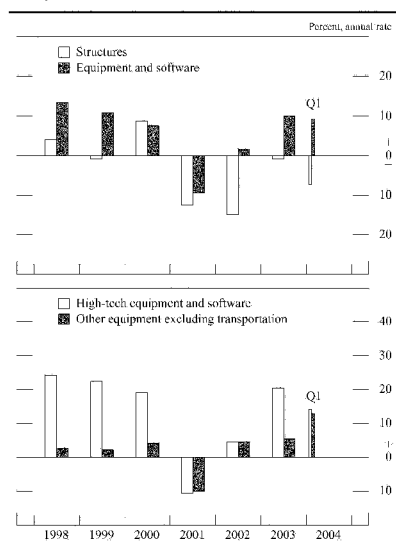 Percent, annual rate
Structures
Equipment and software
20
Q1
10
+
0
–
10
20
High-tech equipment and software
Other equipment excluding transportation
40
30
Q1
20
10
+
0
–
10
1998 1999 2000 2001 2002 2003 2004